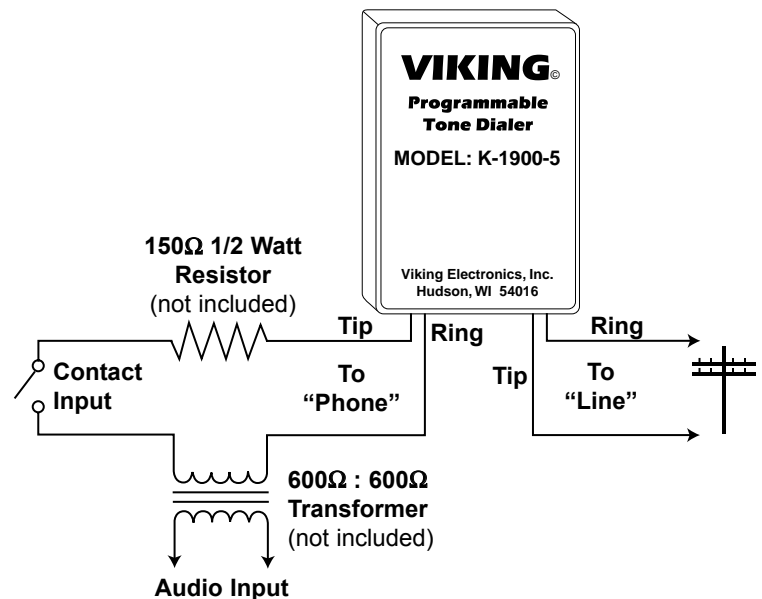 VIKING©
Programmable
Tone Dialer
MODEL: K-1900-5
Viking Electronics, Inc.
Hudson, WI 54016
150Ω 1/2 Watt
Resistor
(not included)
Tip
Ring
Ring
Contact
Input
To
“Phone”
Tip
To
“Line”
600Ω : 600Ω
Transformer
(not included)
Audio Input